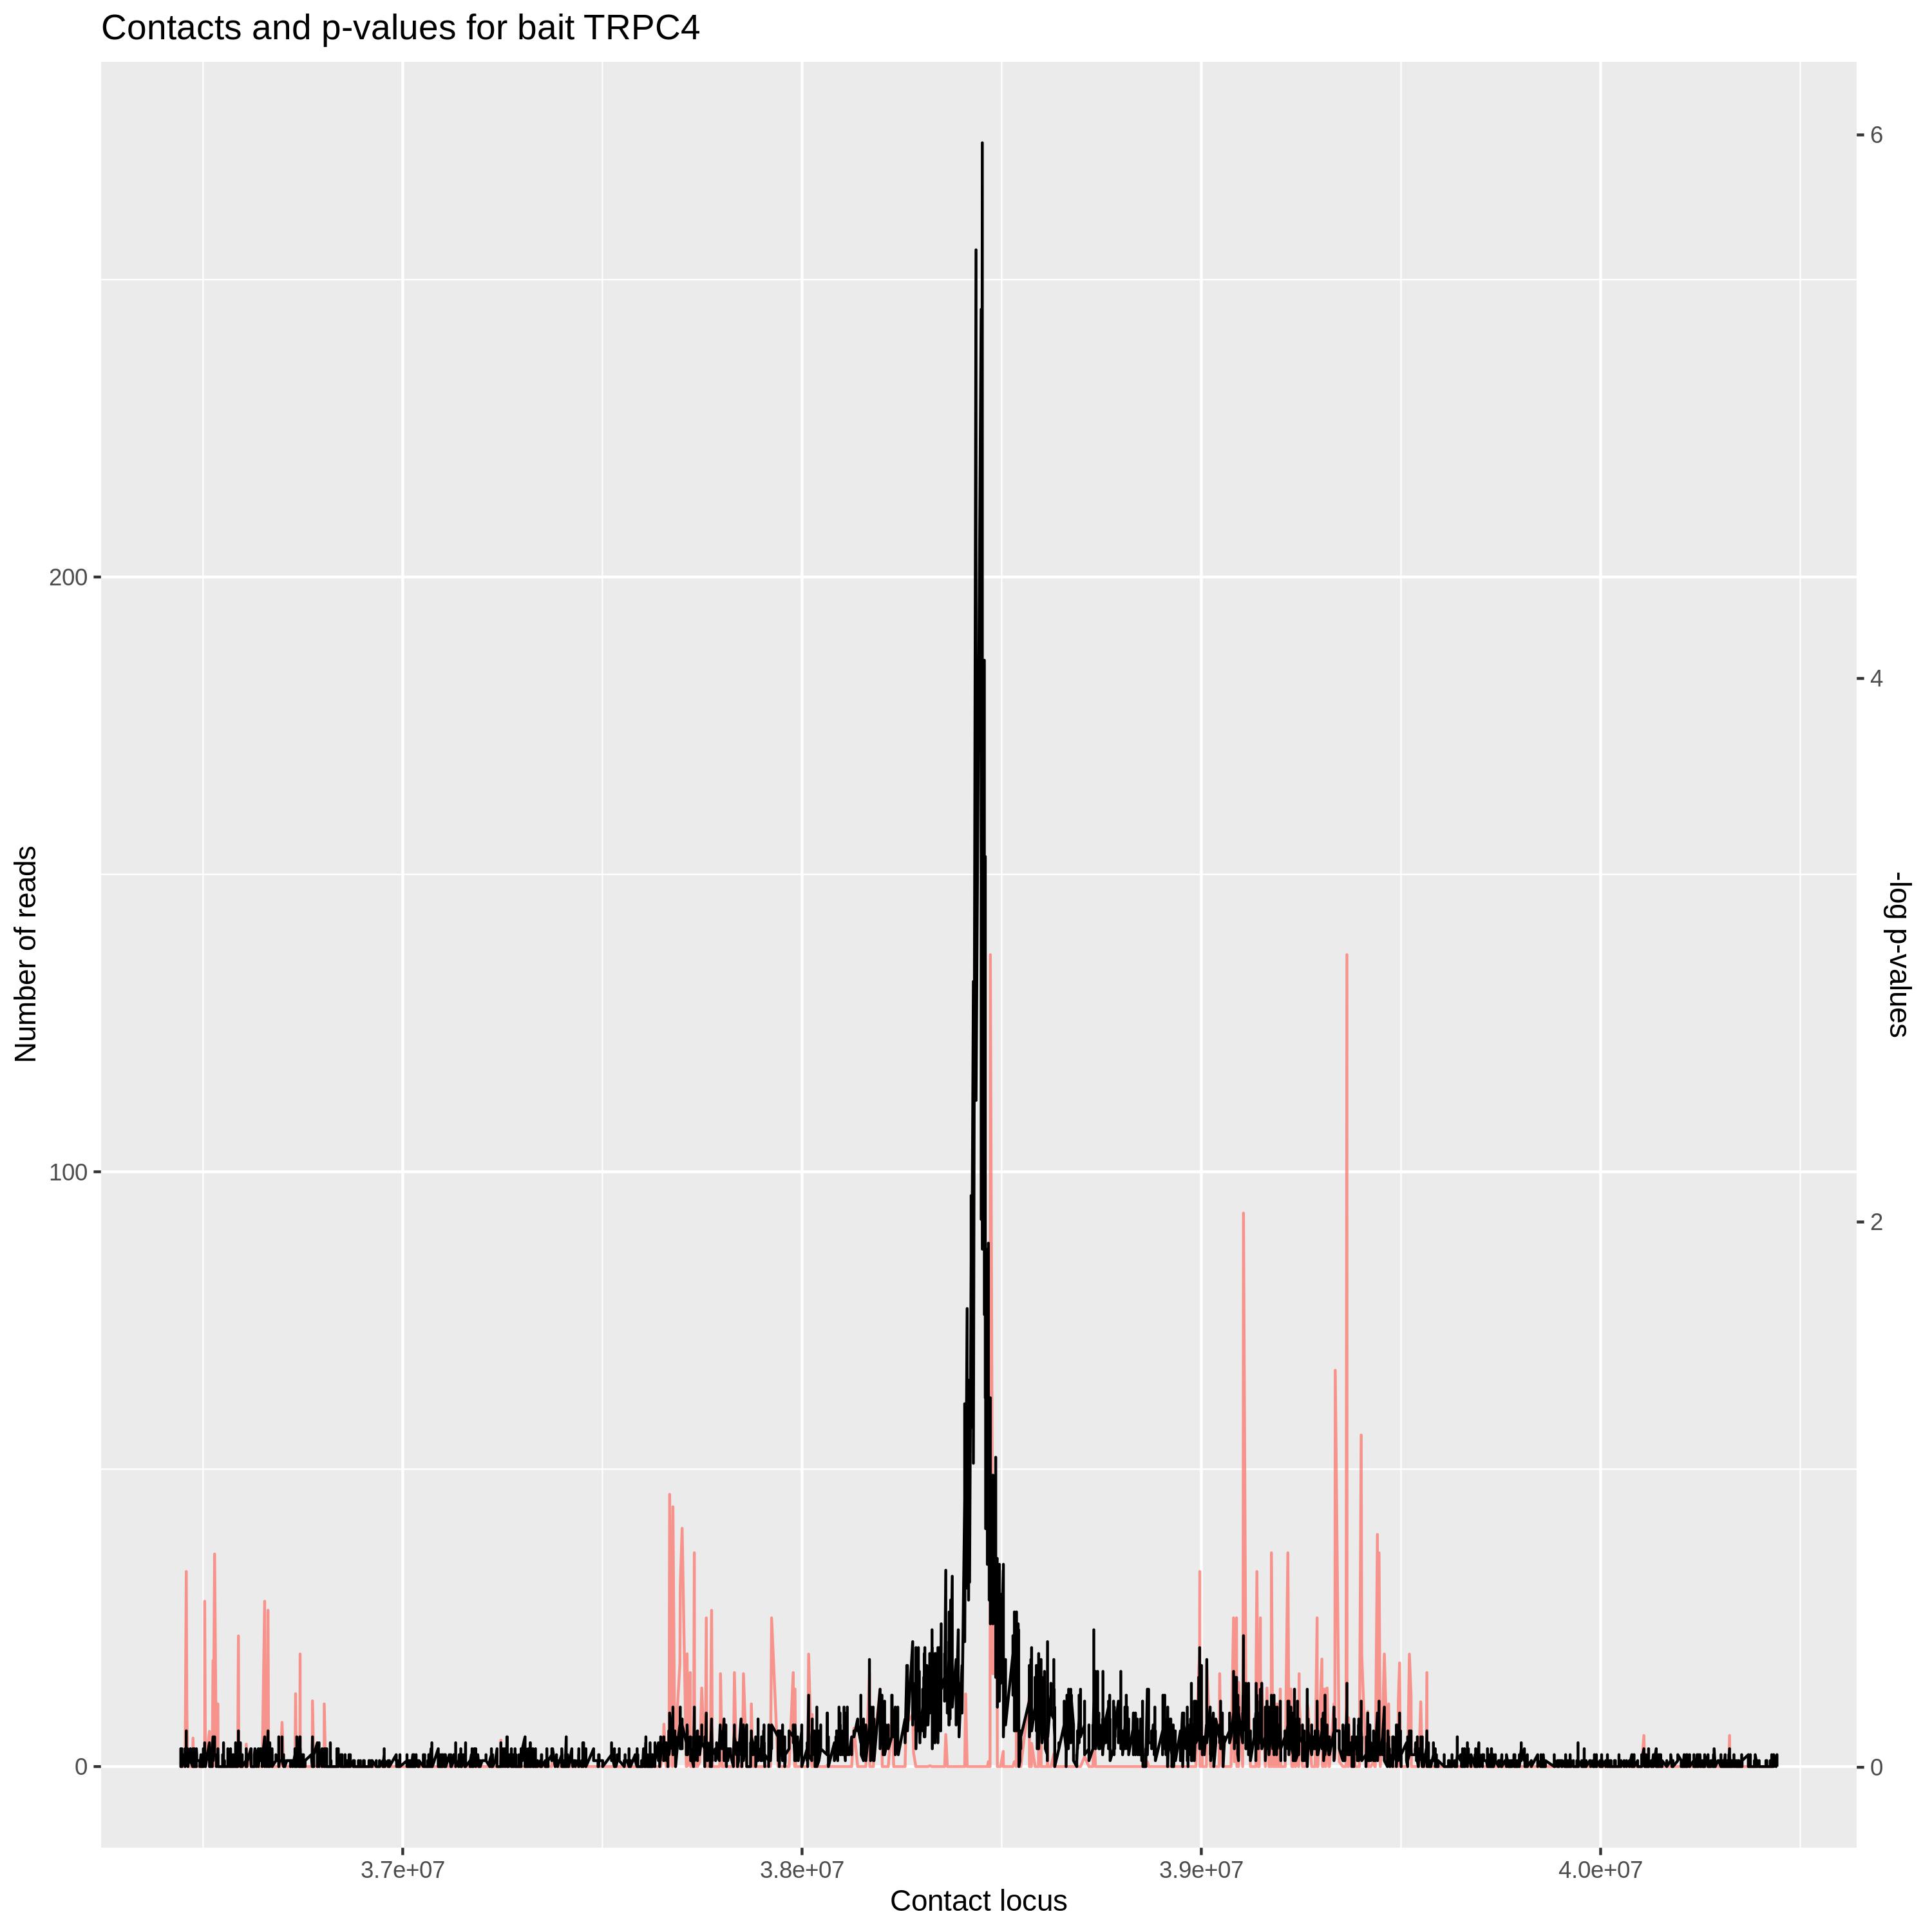 Contacts and p-values for bait TRPC4
6
200
4
Number of reads
-log p-values
100
2
0
0
3.7e+07
3.8e+07
3.9e+07
4.0e+07
Contact locus